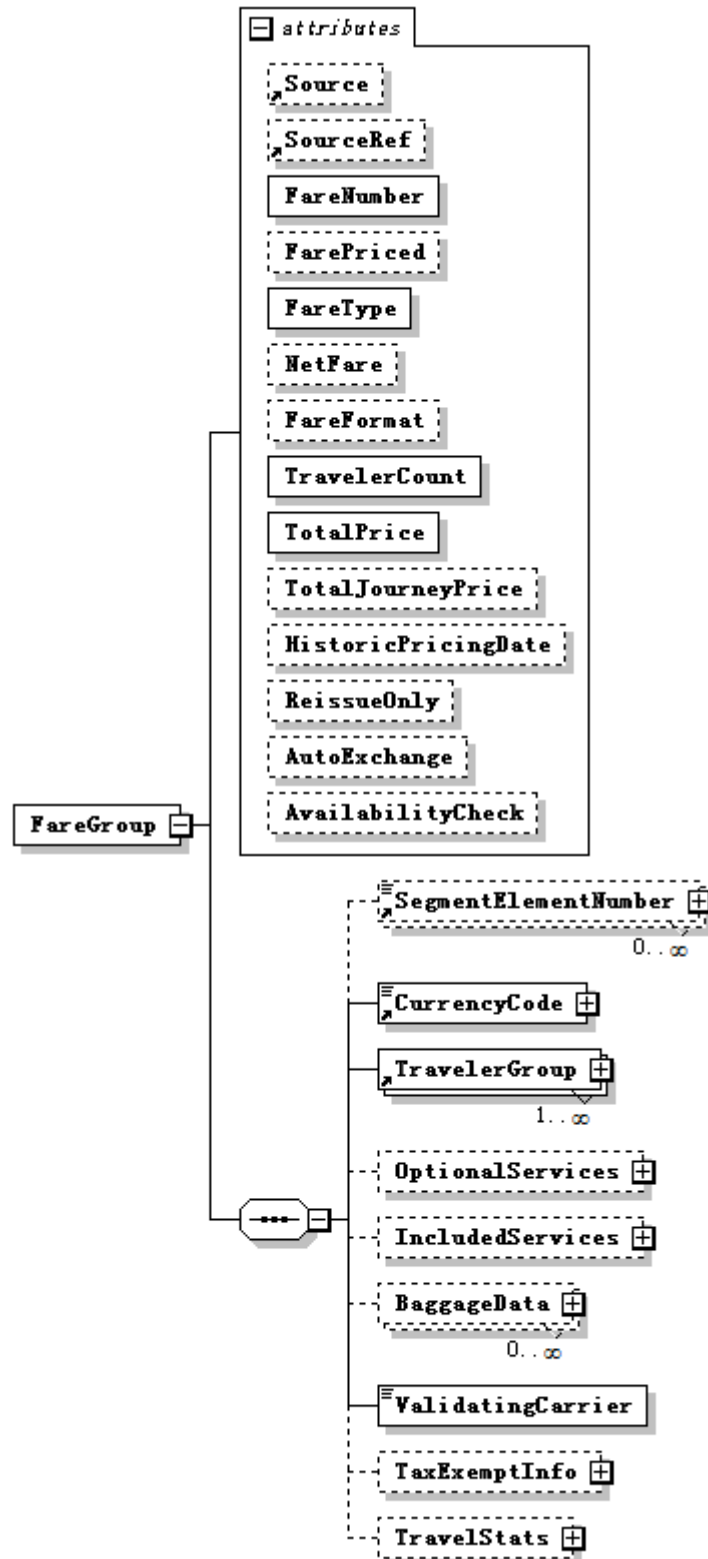 attributes
Source
SourceRef
FareNumber
FarePriced
FareType
NetFare
FareFormat
TravelerCount
TotalPrice
TotalJourneyPrice
HistoricPricingDate
ReissueOnly
AutoExchange
AvailabilityCheck
FareGroup
SegmentElementNumber
0..∞
CurrencyCode
TravelerGroup
1..∞
OptionalServices
IncludedServices
BaggageData
0..∞
ValidatingCarrier
TaxExemptInfo
TravelStats